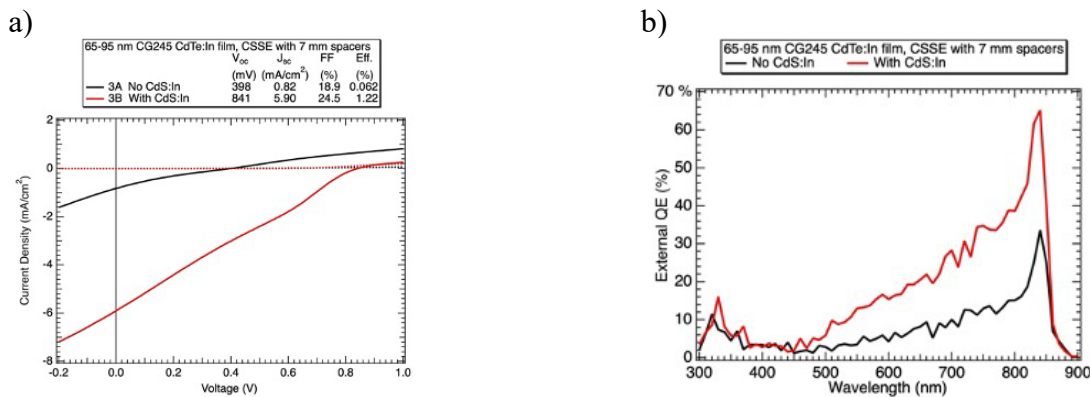 a)
65-95 nm CG245 CdTe:In film, CSSE with 7 mm spacers
Voc Jsc FF Eff.
(mV) (mA/cm²) (%) (%)
3A No CdS:In 398 0.82 18.9 0.062
3B With CdS:In 841 5.90 24.5 1.22
2
0
-2
-4
-6
-8
Current Density (mA/cm²)
-0.2 0.0 0.2 0.4 0.6 0.8 1.0
Voltage (V)
b)
65-95 nm CG245 CdTe:In film, CSSE with 7 mm spacers
No CdS:In With CdS:In
70 %
60
50
40
30
20
10
0
External QE (%)
300 400 500 600 700 800 900
Wavelength (nm)